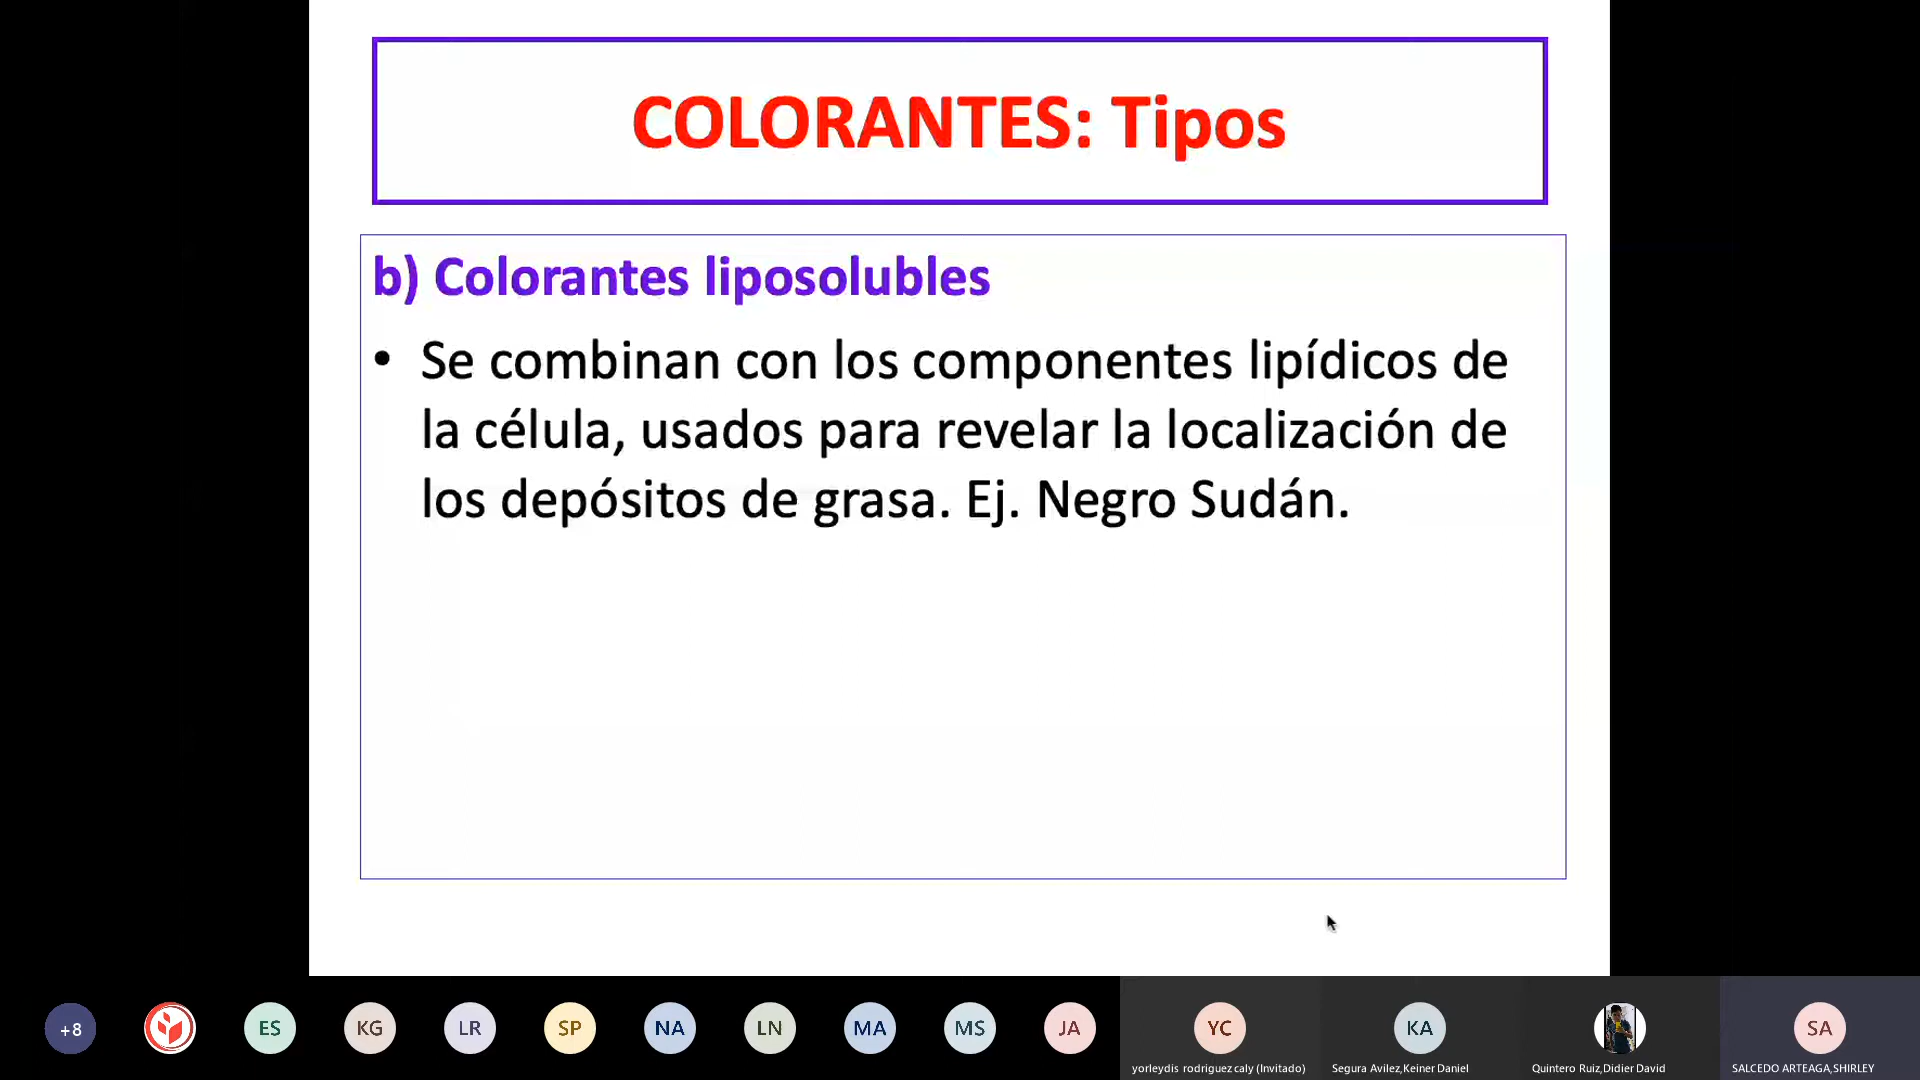 COLORANTES: Tipos
b) Colorantes liposolubles
• Se combinan con los componentes lipídicos de
la célula, usados para revelar la localización de
los depósitos de grasa. Ej. Negro Sudán.
+8
ES
KG
LR
SP
NA
LN
MA
MS
JA
YC
KA
SA
yorleydis rodriguez caly (Invitado)
Segura Avilez,Keiner Daniel
Quintero Ruiz,Didier David
SALCEDO ARTEAGA,SHIRLEY